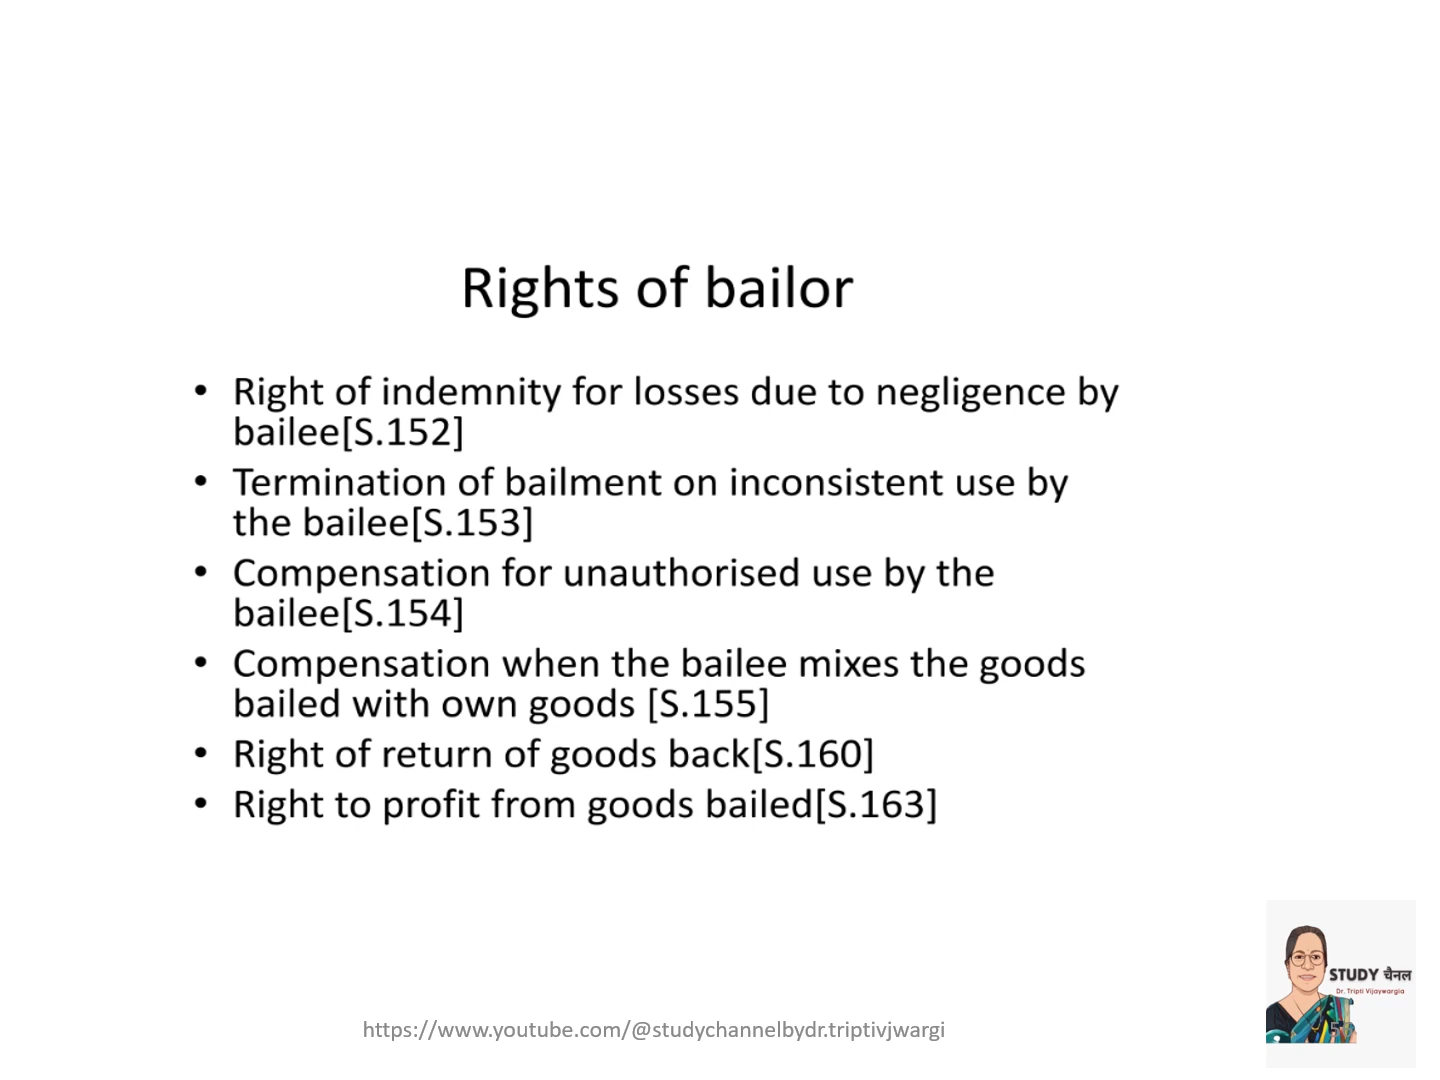 Rights of bailor
• Right of indemnity for losses due to negligence by
bailee[S.152]
• Termination of bailment on inconsistent use by
the bailee[S.153]
• Compensation for unauthorised use by the
bailee[S.154]
• Compensation when the bailee mixes the goods
bailed with own goods [S.155]
• Right of return of goods back[S.160]
• Right to profit from goods bailed[S.163]
STUDY चैनल
Dr. Tripti Vijaywargia
https://www.youtube.com/@studychannelbydr.triptivjwargi